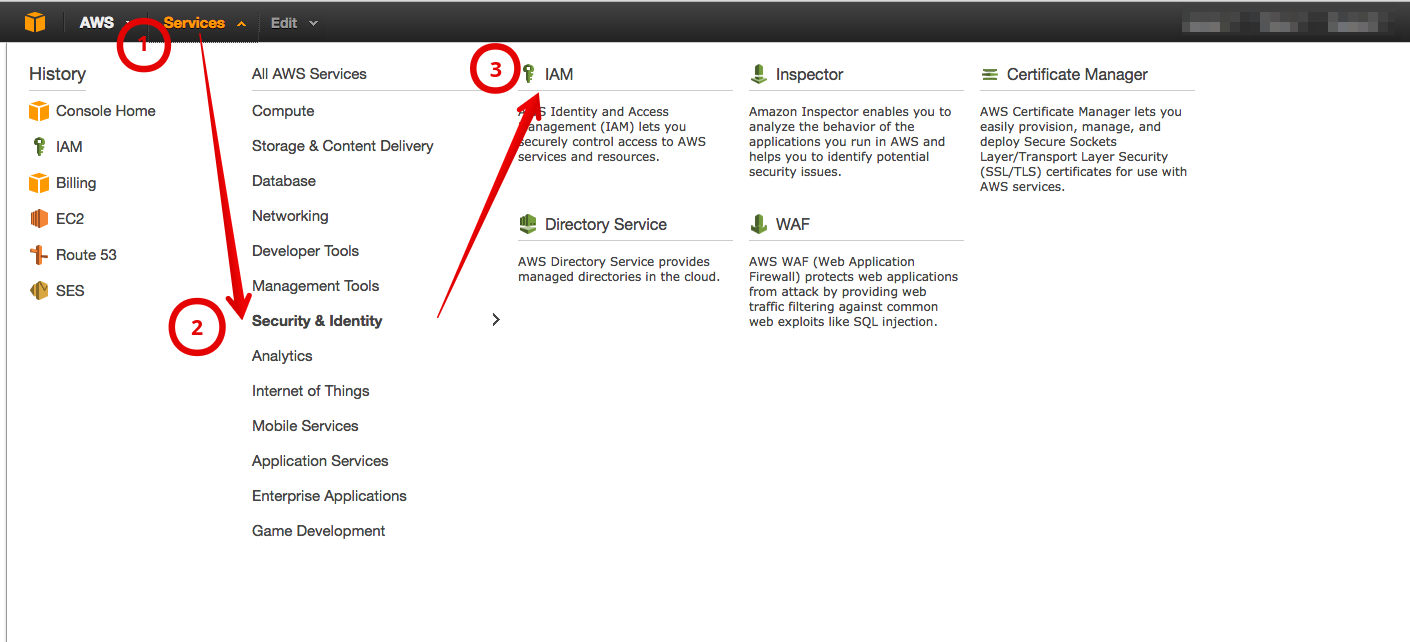 AWS
Services
Edit
1
History
Console Home
IAM
Billing
EC2
Route 53
SES
All AWS Services
Compute
Storage & Content Delivery
Database
Networking
Developer Tools
Management Tools
2
Security & Identity
Analytics
Internet of Things
Mobile Services
Application Services
Enterprise Applications
Game Development
3
IAM
AWS Identity and Access
Management (IAM) lets you
securely control access to AWS
services and resources.
Inspector
Amazon Inspector enables you to
analyze the behavior of the
applications you run in AWS and
helps you to identify potential
security issues.
Certificate Manager
AWS Certificate Manager lets you
easily provision, manage, and
deploy Secure Sockets
Layer/Transport Layer Security
(SSL/TLS) certificates for use with
AWS services.
Directory Service
AWS Directory Service provides
managed directories in the cloud.
WAF
AWS WAF (Web Application
Firewall) protects web applications
from attack by providing web
traffic filtering against common
web exploits like SQL injection.